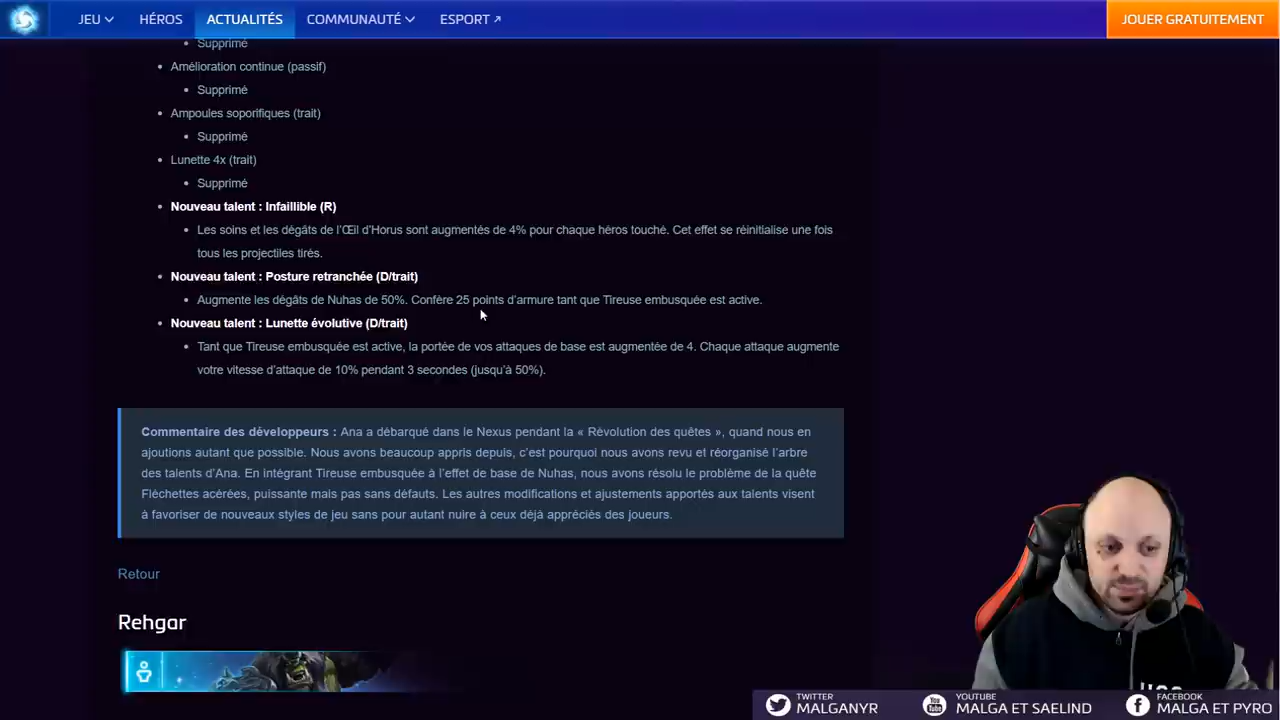 JEU HÉROS ACTUALITÉS COMMUNAUTÉ ESPORT JOUER GRATUITEMENT
• Supprimé
• Amélioration continue (passif)
• Supprimé
• Ampoules soporifiques (trait)
• Supprimé
• Lunette 4x (trait)
• Supprimé
• Nouveau talent : Infaillible (R)
• Les soins et les dégâts de l'Œil d'Horus sont augmentés de 4% pour chaque héros touché. Cet effet se réinitialise une fois
tous les projectiles tirés.
• Nouveau talent : Posture retranchée (D/trait)
• Augmente les dégâts de Nuhas de 50%. Confère 25 points d'armure tant que Tireuse embusquée est active.
• Nouveau talent : Lunette évolutive (D/trait)
• Tant que Tireuse embusquée est active, la portée de vos attaques de base est augmentée de 4. Chaque attaque augmente
votre vitesse d'attaque de 10% pendant 3 secondes (jusqu'à 50%).
Commentaire des développeurs : Ana a débarqué dans le Nexus pendant la « Révolution des quêtes », quand nous en
ajoutions autant que possible. Nous avons beaucoup appris depuis, c'est pourquoi nous avons revu et réorganisé l'arbre
des talents d'Ana. En intégrant Tireuse embusquée à l'effet de base de Nuhas, nous avons résolu le problème de la quête
Fléchettes acérées, puissante mais pas sans défauts. Les autres modifications et ajustements apportés aux talents visent
à favoriser de nouveaux styles de jeu sans pour autant nuire à ceux déjà appréciés des joueurs.
Retour
Rehgar
TWITTER
MALGANYR
YOUTUBE
MALGA ET SAELIND
FACEBOOK
MALGA ET PYRO